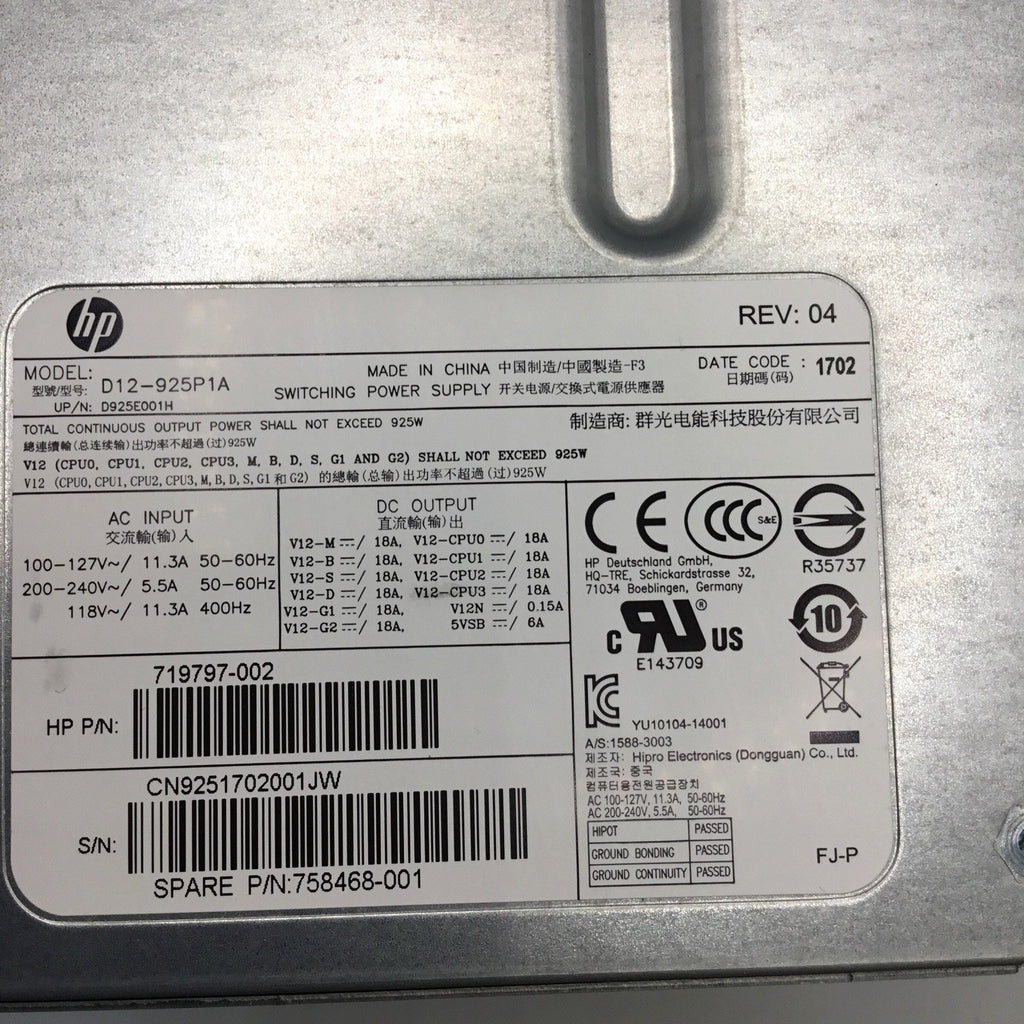 hp
REV: 04
MODEL:
型號/型号: D12-925P1A
UP/N: D925E001H
MADE IN CHINA 中国制造/中國製造-F3
SWITCHING POWER SUPPLY 开关电源/交換式電源供應器
DATE CODE : 1702
日期碼(码)
TOTAL CONTINUOUS OUTPUT POWER SHALL NOT EXCEED 925W
總連續輸(总连续输)出功率不超過(过)925W
制造商: 群光电能科技股份有限公司
V12 (CPU0, CPU1, CPU2, CPU3, M, B, D, S, G1 AND G2) SHALL NOT EXCEED 925W
V12 (CPU0, CPU1, CPU2, CPU3, M, B, D, S, G1 和 G2) 的總輸(总输)出功率不超過(过)925W
AC INPUT
交流輸(输)入
100-127V~/ 11.3A 50-60Hz
200-240V~/ 5.5A 50-60Hz
118V~/ 11.3A 400Hz
DC OUTPUT
直流輸(输)出
V12-M ⎓/ 18A, V12-CPU0 ⎓/ 18A
V12-B ⎓/ 18A, V12-CPU1 ⎓/ 18A
V12-S ⎓/ 18A, V12-CPU2 ⎓/ 18A
V12-D ⎓/ 18A, V12-CPU3 ⎓/ 18A
V12-G1 ⎓/ 18A, V12N ⎓/ 0.15A
V12-G2 ⎓/ 18A, 5VSB ⎓/ 6A
CE
CCC S&E
R35737
HP Deutschland GmbH,
HQ-TRE, Schickardstrasse 32,
71034 Boeblingen, Germany
c RU ® US
E143709
10
719797-002
HP P/N:
CN9251702001JW
S/N:
SPARE P/N:758468-001
YU10104-14001
A/S:1588-3003
제조자: Hipro Electronics (Dongguan) Co., Ltd.
제조국: 중국
컴퓨터용전원공급장치
AC 100-127V, 11.3A, 50-60Hz
AC 200-240V, 5.5A, 50-60Hz
HIPOT PASSED
GROUND BONDING PASSED
GROUND CONTINUITY PASSED
FJ-P